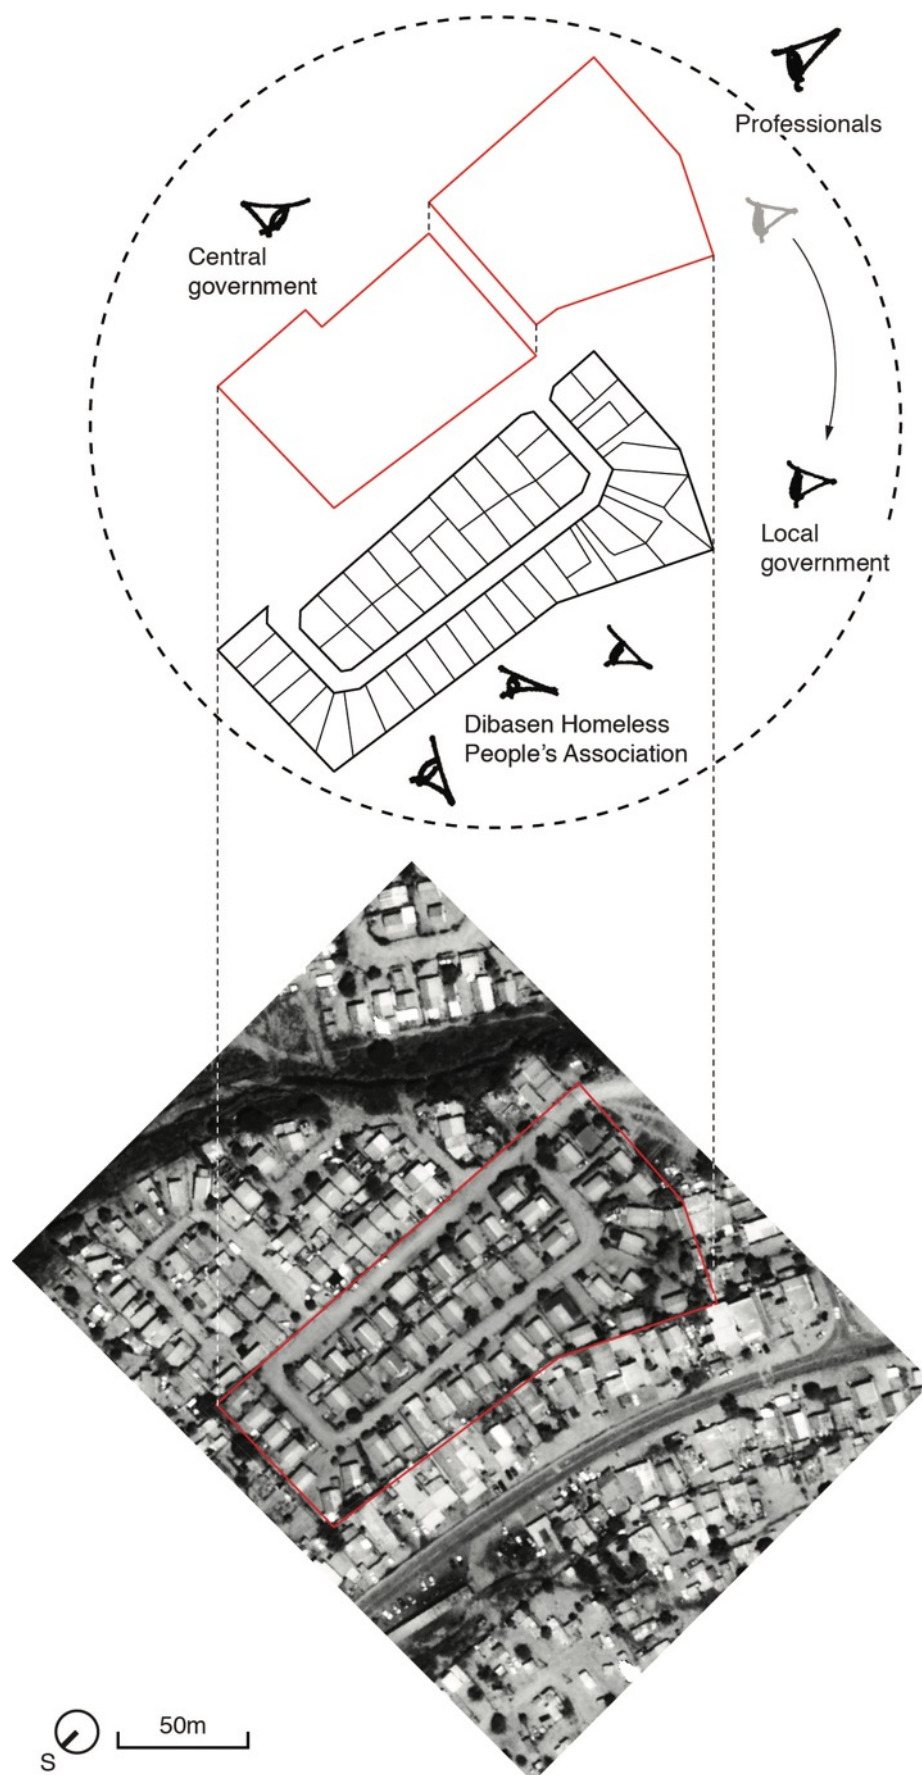 Professionals
Central
government
Local
government
Dibasen Homeless
People's Association
50m
S